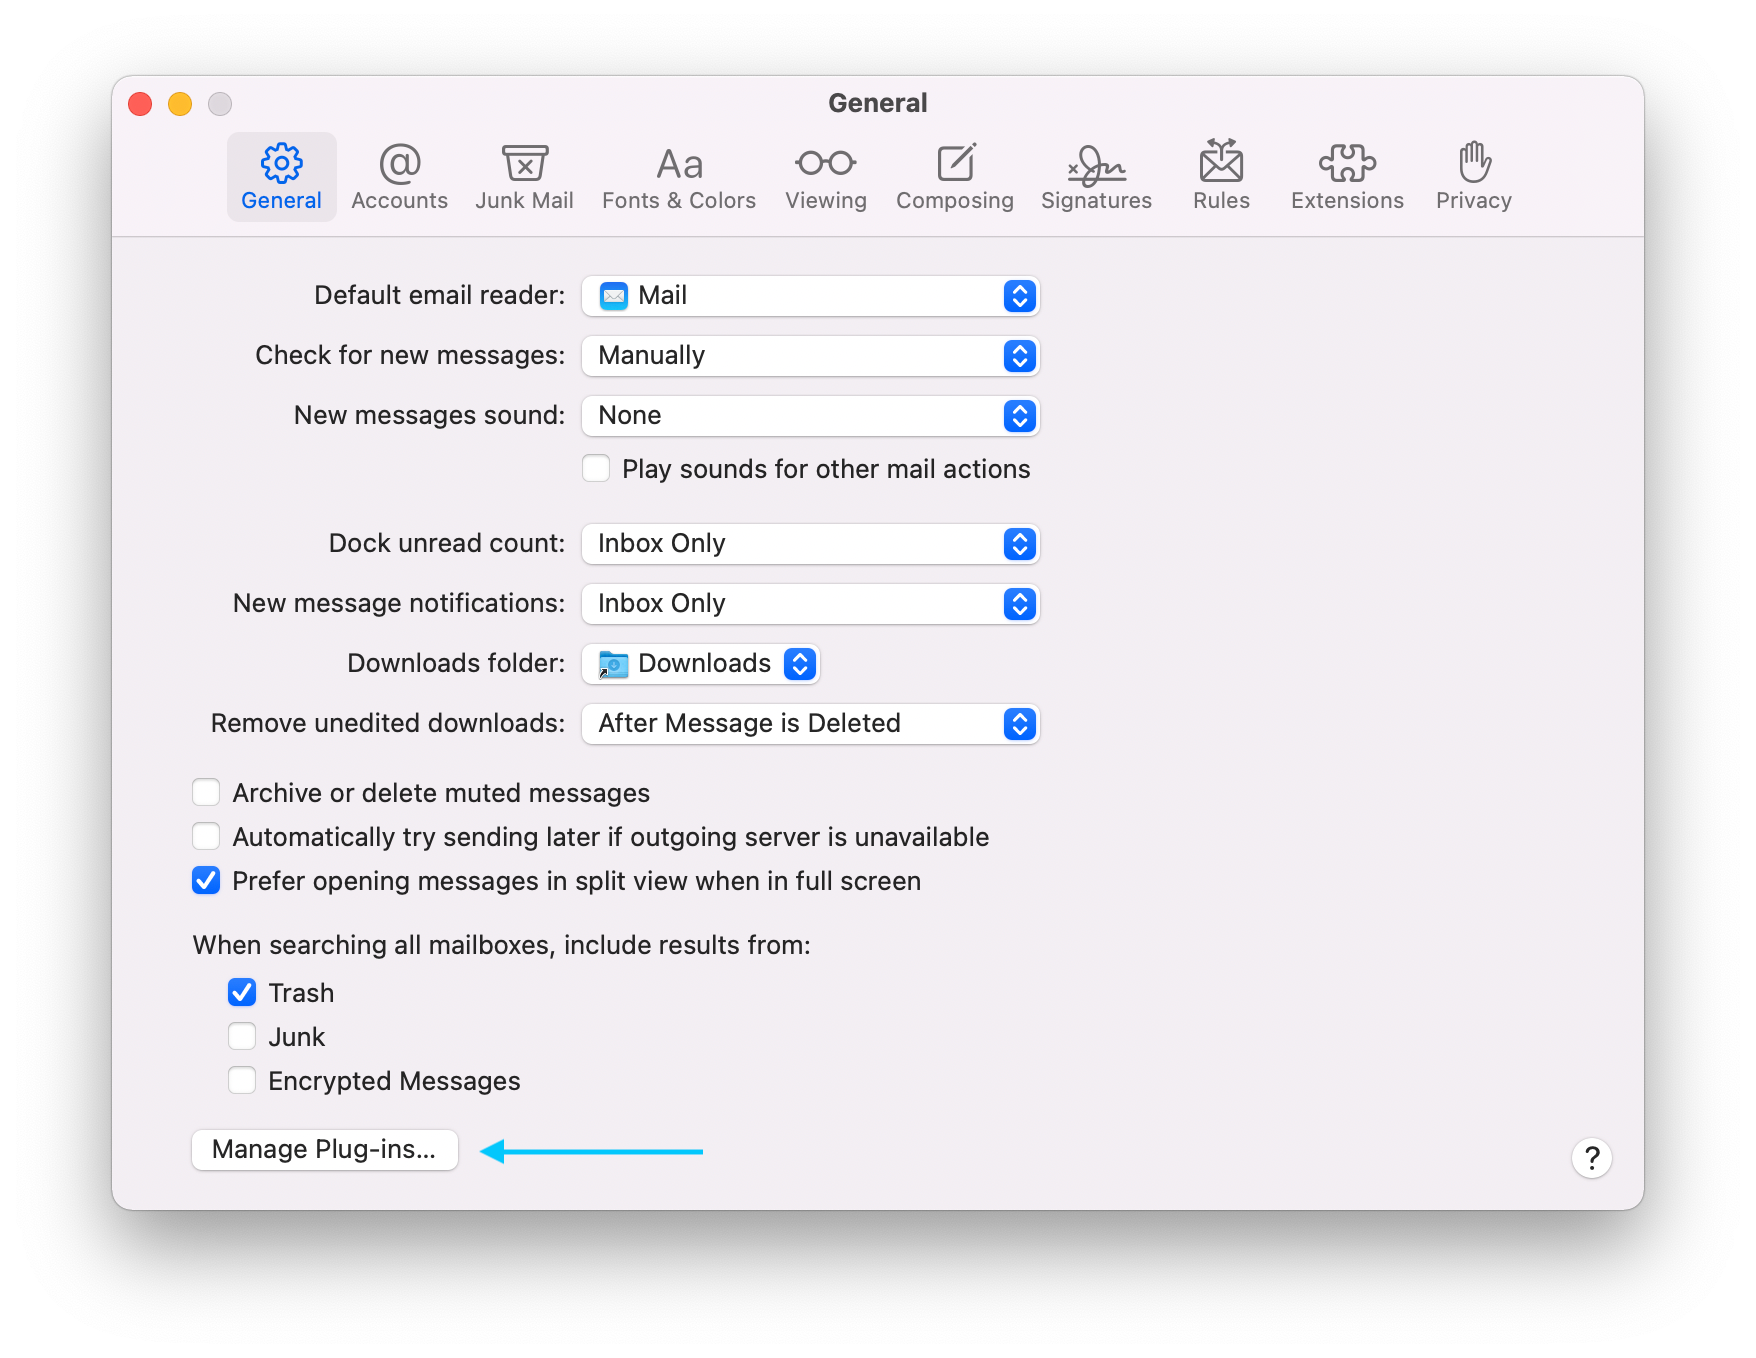 General
General Accounts Junk Mail Fonts & Colors Viewing Composing Signatures Rules Extensions Privacy
Default email reader: Mail
Check for new messages: Manually
New messages sound: None
Play sounds for other mail actions
Dock unread count: Inbox Only
New message notifications: Inbox Only
Downloads folder: Downloads
Remove unedited downloads: After Message is Deleted
Archive or delete muted messages
Automatically try sending later if outgoing server is unavailable
Prefer opening messages in split view when in full screen
When searching all mailboxes, include results from:
Trash
Junk
Encrypted Messages
Manage Plug-ins... ?